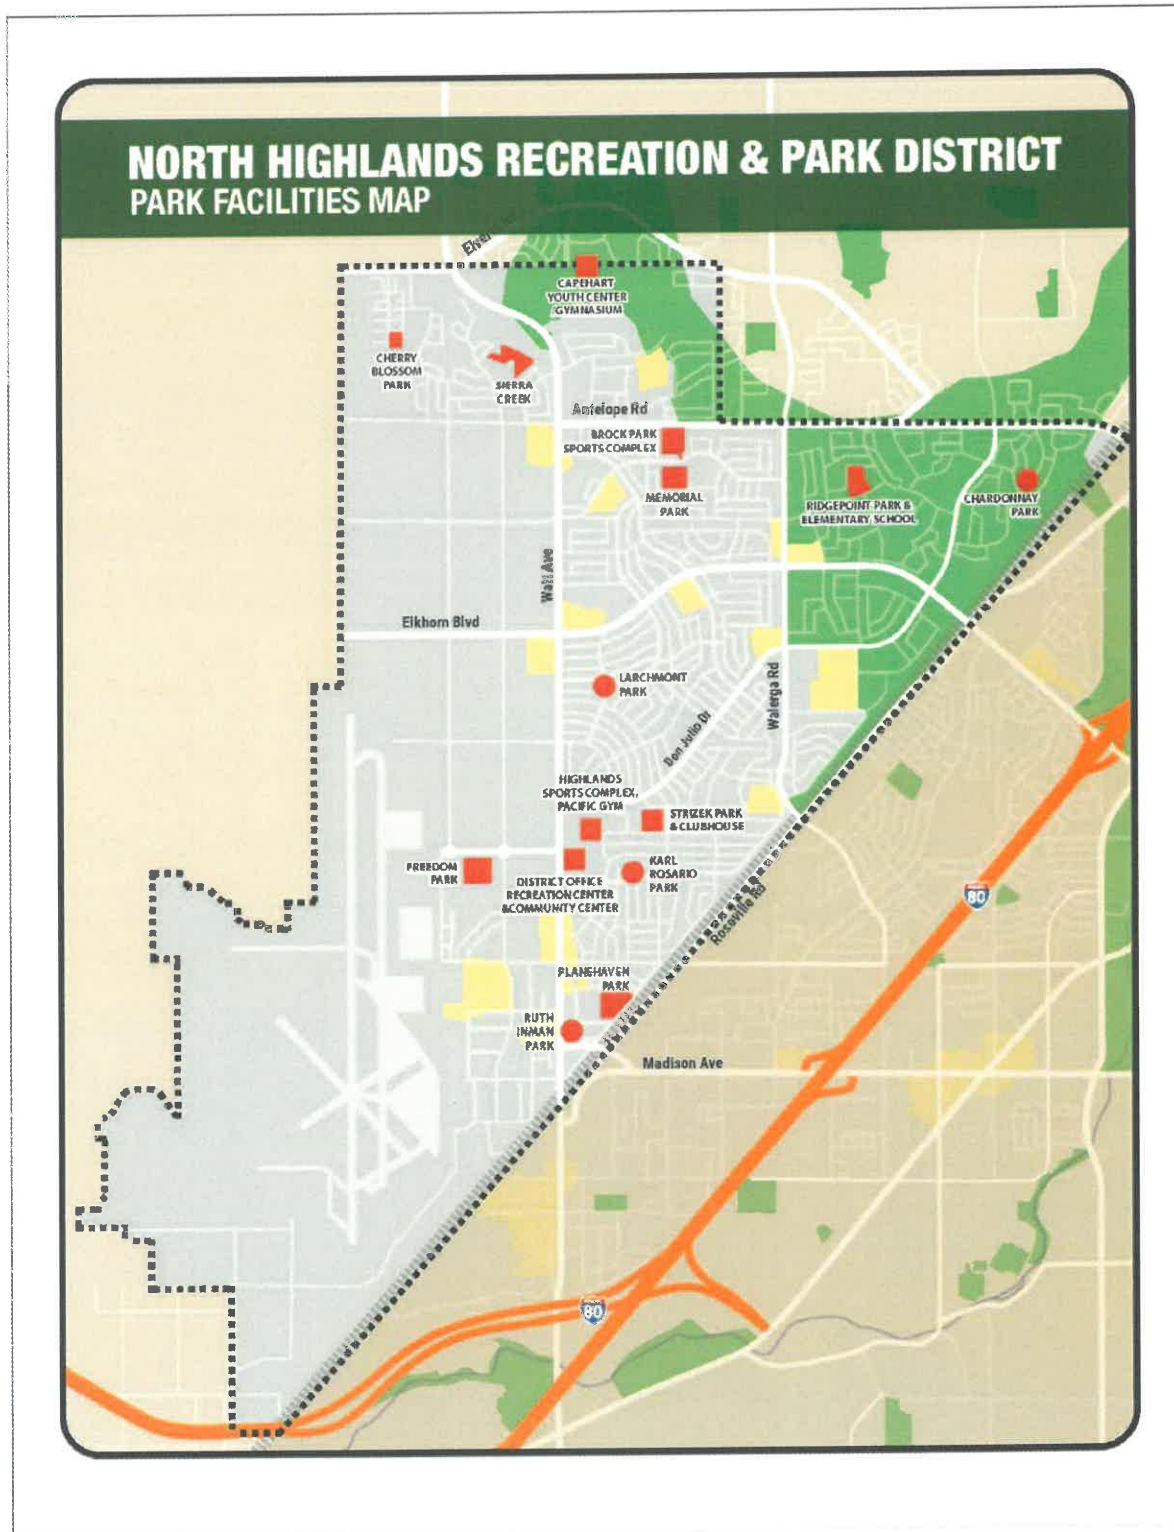 NORTH HIGHLANDS RECREATION & PARK DISTRICT
PARK FACILITIES MAP
CAPEHART
YOUTH CENTER
GYMNASIUM
CHERRY
BLOSSOM
PARK
SIERRA
CREEK
Antelope Rd
BROCK PARK
SPORTS COMPLEX
MEMORIAL
PARK
RIDGEPOINT PARK &
ELEMENTARY SCHOOL
CHARDONNAY
PARK
Watt Ave
Elkhorn Blvd
LARCHMONT
PARK
Walerga Rd
Don Julio Dr
HIGHLANDS
SPORTS COMPLEX,
PACIFIC GYM
STRIZEK PARK
& CLUBHOUSE
FREEDOM
PARK
DISTRICT OFFICE
RECREATION CENTER
&COMMUNITY CENTER
KARL
ROSARIO
PARK
80
Roseville Rd
PLANEHAVEN
PARK
RUTH
INMAN
PARK
Madison Ave
80